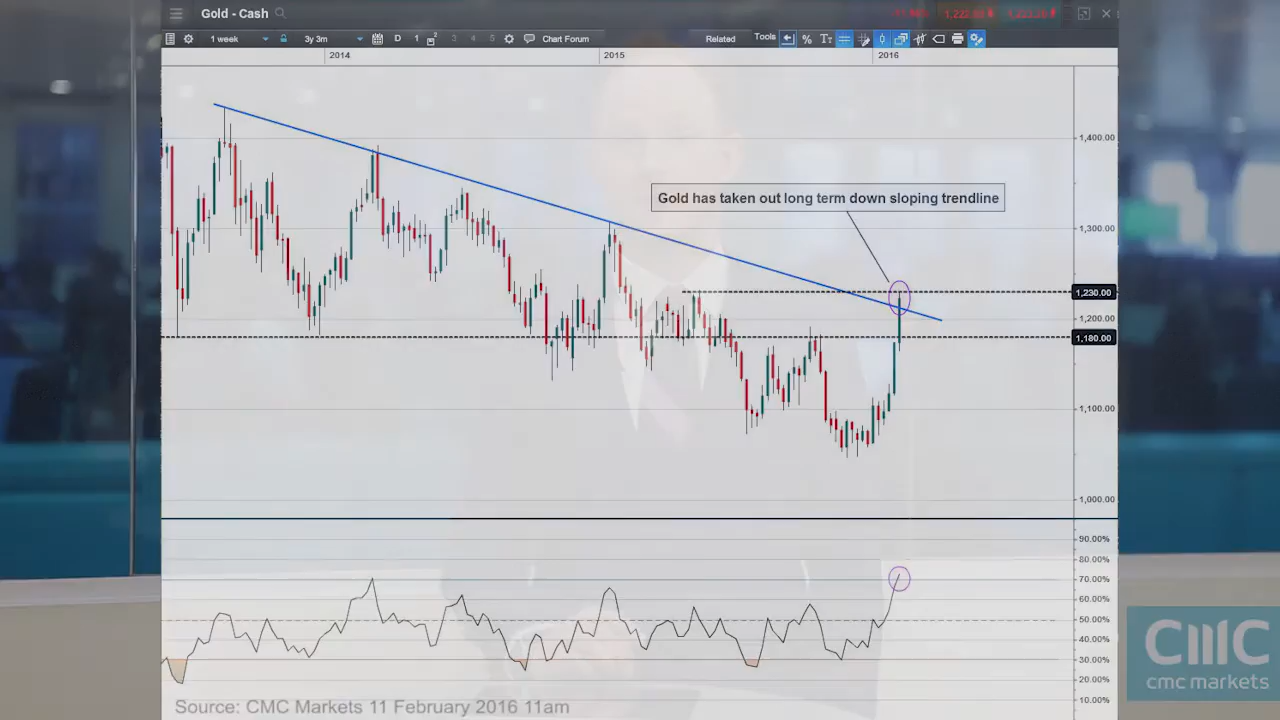 Gold - Cash
1 week
3y 3m
D
1
3
4
5
Chart Forum
Related
Tools
%
2014
2015
2016
1,400.00
Gold has taken out long term down sloping trendline
1,300.00
1,230.00
1,200.00
1,180.00
1,100.00
1,000.00
90.00%
80.00%
70.00%
60.00%
50.00%
40.00%
30.00%
20.00%
10.00%
CMC
cmc markets
Source: CMC Markets 11 February 2016 11am